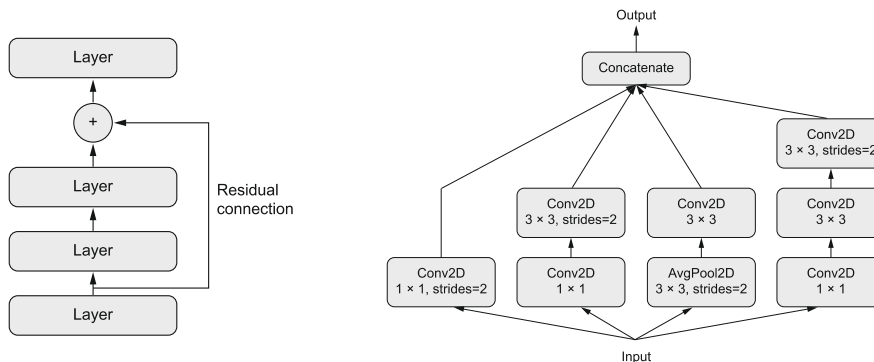 Layer
+
Layer
Layer
Layer
Residual
connection
Output
Concatenate
Conv2D
3 × 3, strides=2
Conv2D
3 × 3, strides=2
Conv2D
3 × 3
Conv2D
3 × 3
Conv2D
1 × 1, strides=2
Conv2D
1 × 1
AvgPool2D
3 × 3, strides=2
Conv2D
1 × 1
Input